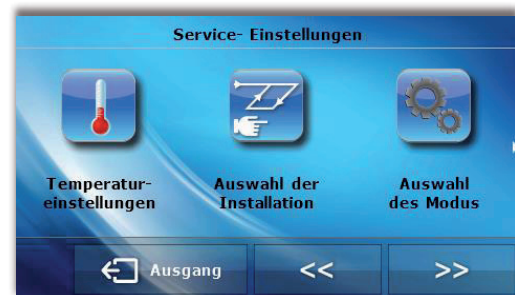 Service- Einstellungen
Temperatur-
einstellungen
Auswahl der
Installation
Auswahl
des Modus
Ausgang
<<
>>